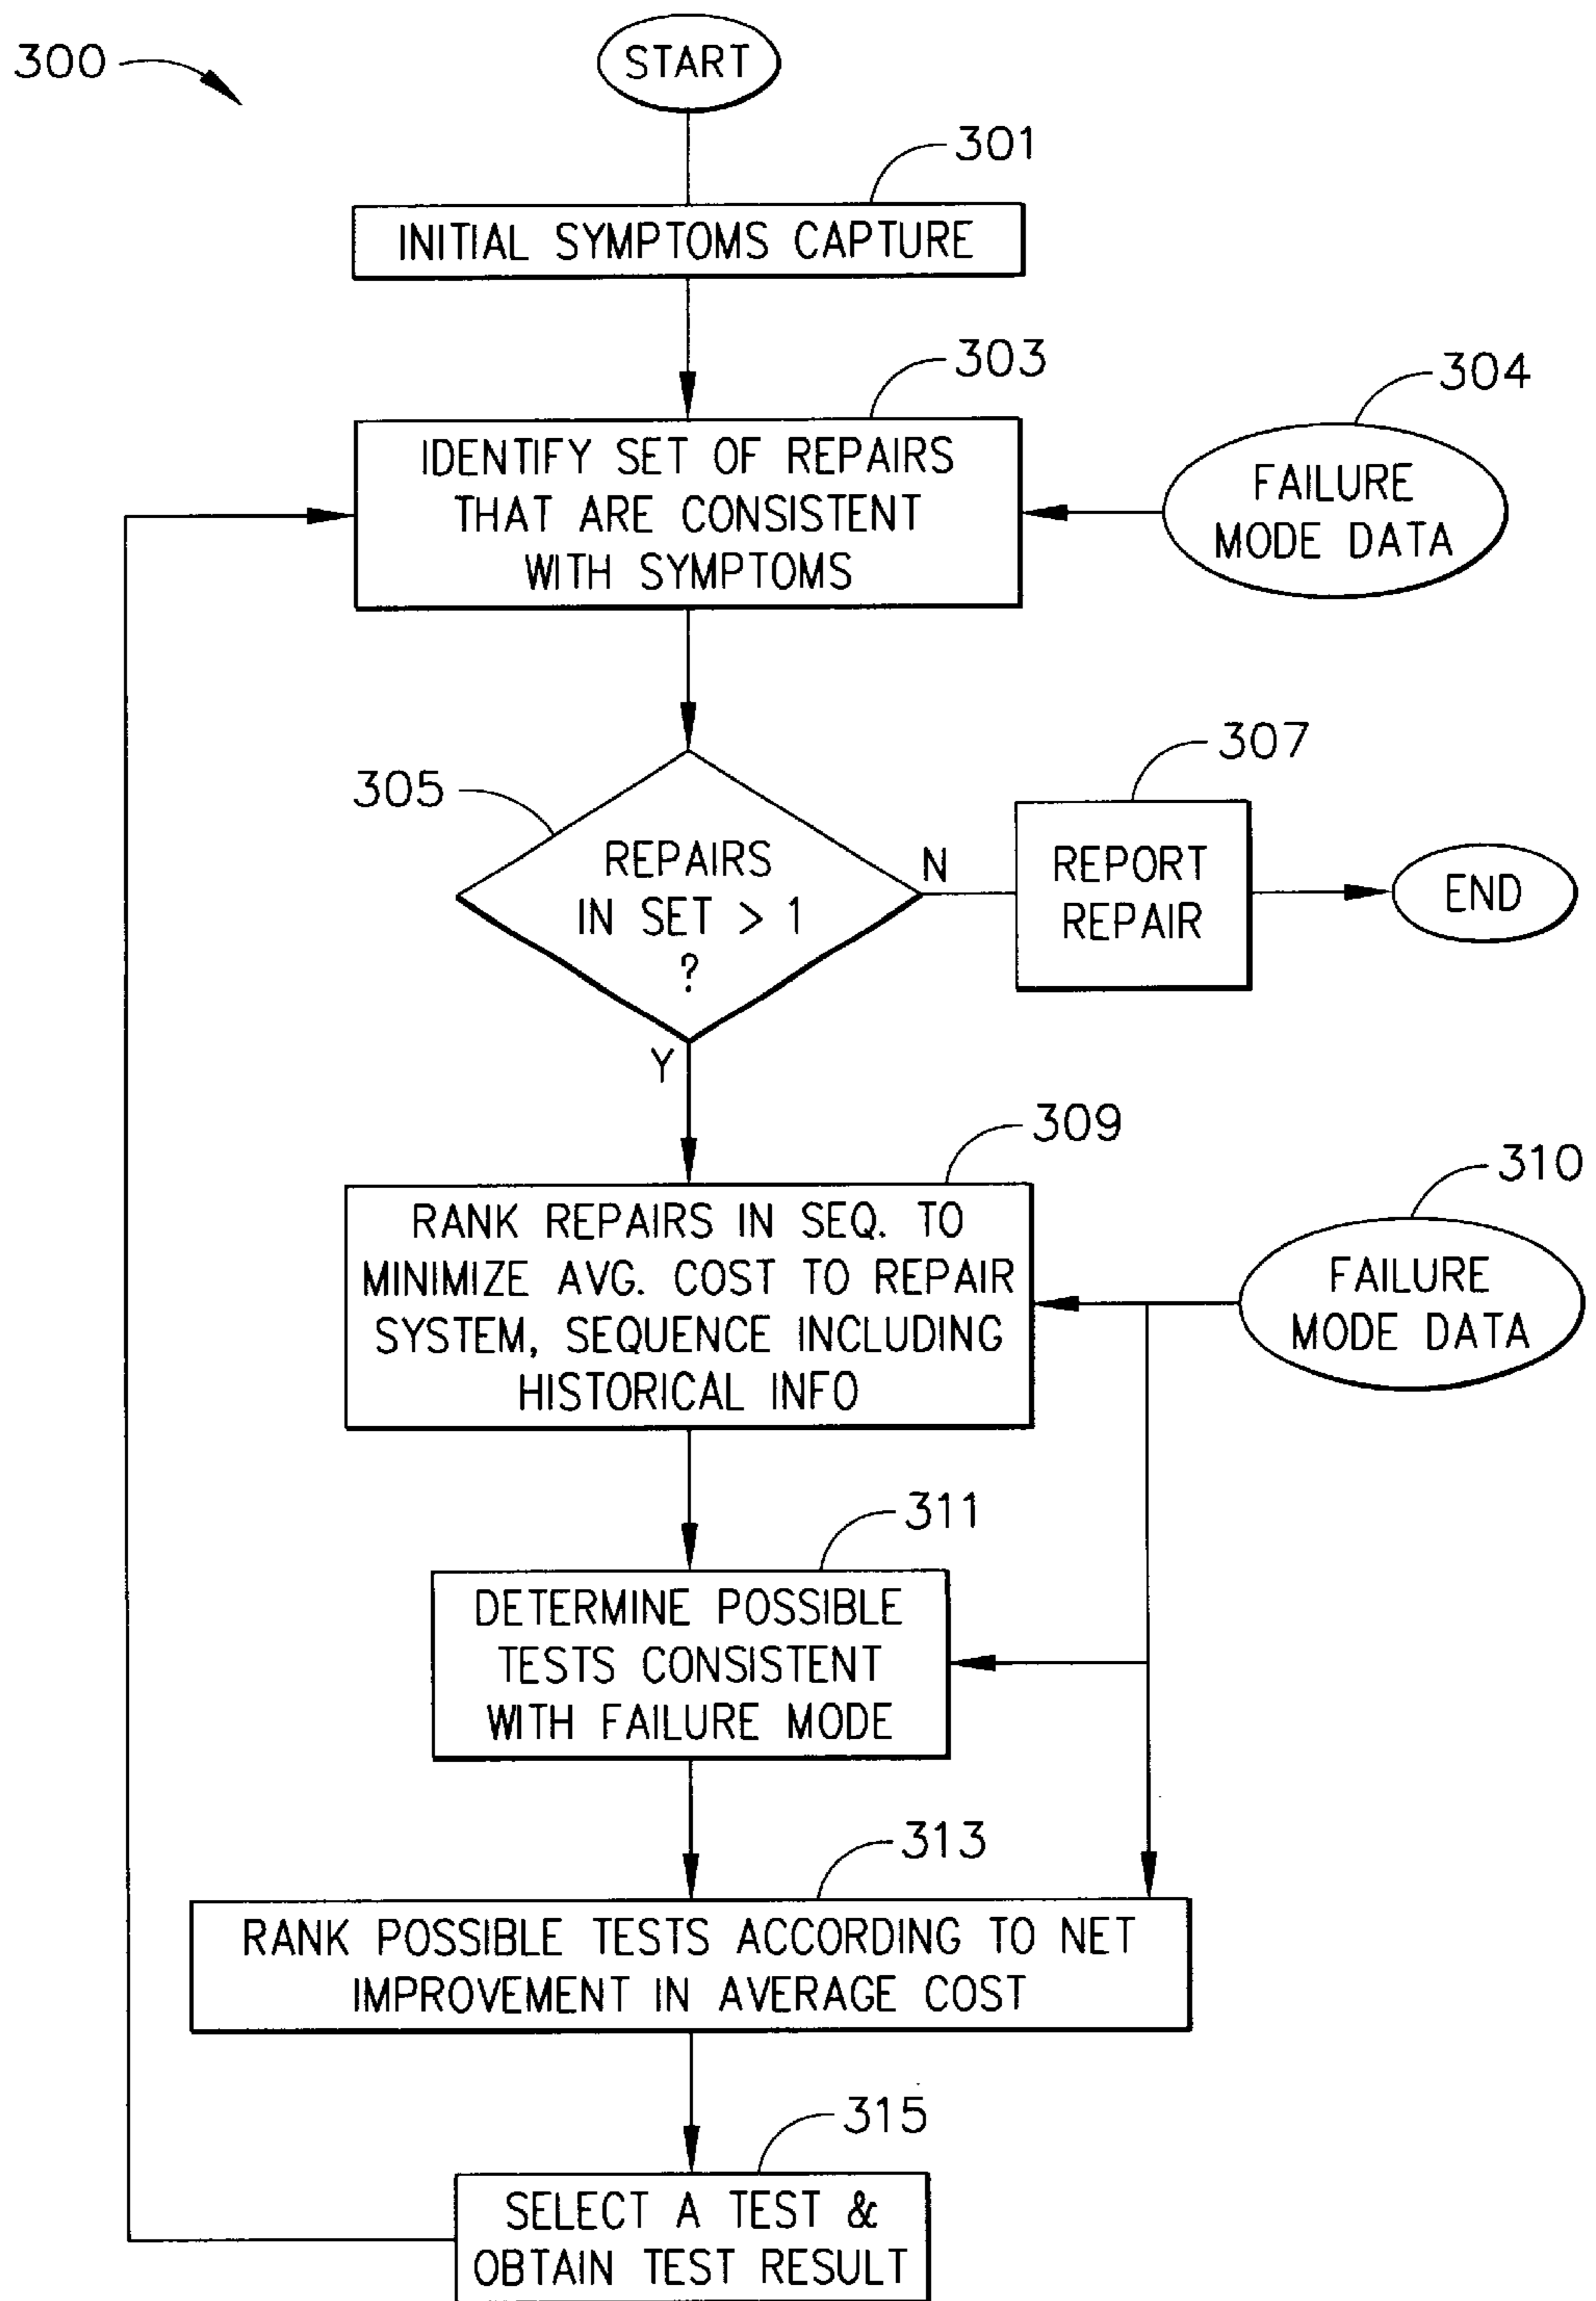 300
START
301
INITIAL SYMPTOMS CAPTURE
303
304
IDENTIFY SET OF REPAIRS
THAT ARE CONSISTENT
WITH SYMPTOMS
FAILURE
MODE DATA
305
REPAIRS
IN SET > 1
?
N
307
REPORT
REPAIR
END
Y
309
310
RANK REPAIRS IN SEQ. TO
MINIMIZE AVG. COST TO REPAIR
SYSTEM, SEQUENCE INCLUDING
HISTORICAL INFO
FAILURE
MODE DATA
311
DETERMINE POSSIBLE
TESTS CONSISTENT
WITH FAILURE MODE
313
RANK POSSIBLE TESTS ACCORDING TO NET
IMPROVEMENT IN AVERAGE COST
315
SELECT A TEST &
OBTAIN TEST RESULT